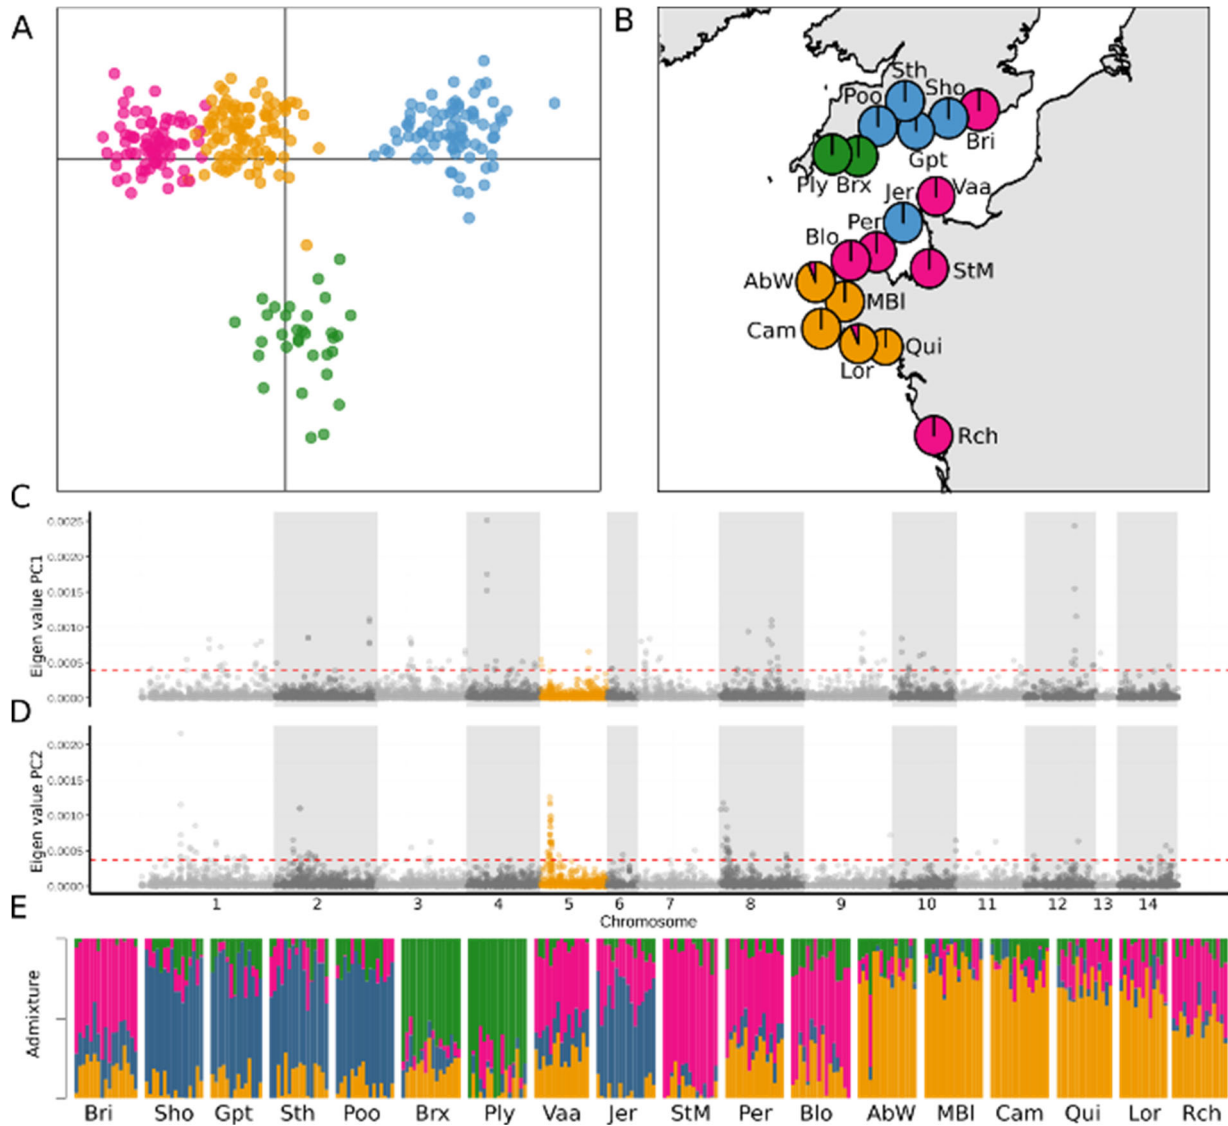 A
B
Sth
Sho
Poo
Bri
Gpt
Ply Brx
Jer
Vaa
Per
Blo
StM
AbW
MBl
Cam
Qui
Lor
Rch
C
Eigen value PC1
0.0025
0.0020
0.0015
0.0010
0.0005
0.0000
D
Eigen value PC2
0.0020
0.0015
0.0010
0.0005
0.0000
1 2 3 4 5 6 7 8 9 10 11 12 13 14
Chromosome
E
Admixture
Bri Sho Gpt Sth Poo Brx Ply Vaa Jer StM Per Blo AbW MBl Cam Qui Lor Rch